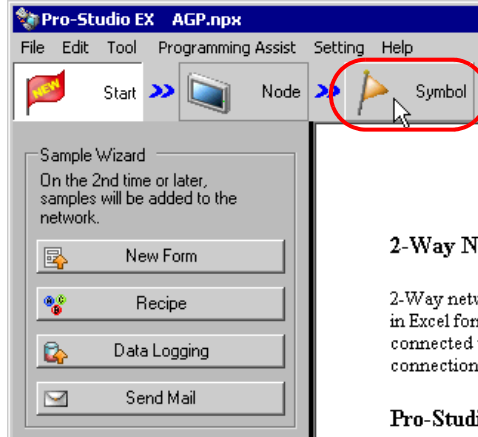 Pro-Studio EX AGP.npx
File Edit Tool Programming Assist Setting Help
NEW Start Node Symbol
Sample Wizard
On the 2nd time or later,
samples will be added to the
network.
New Form
Recipe
Data Logging
Send Mail
2-Way N
2-Way netw
in Excel for
connected
connection
Pro-Studi